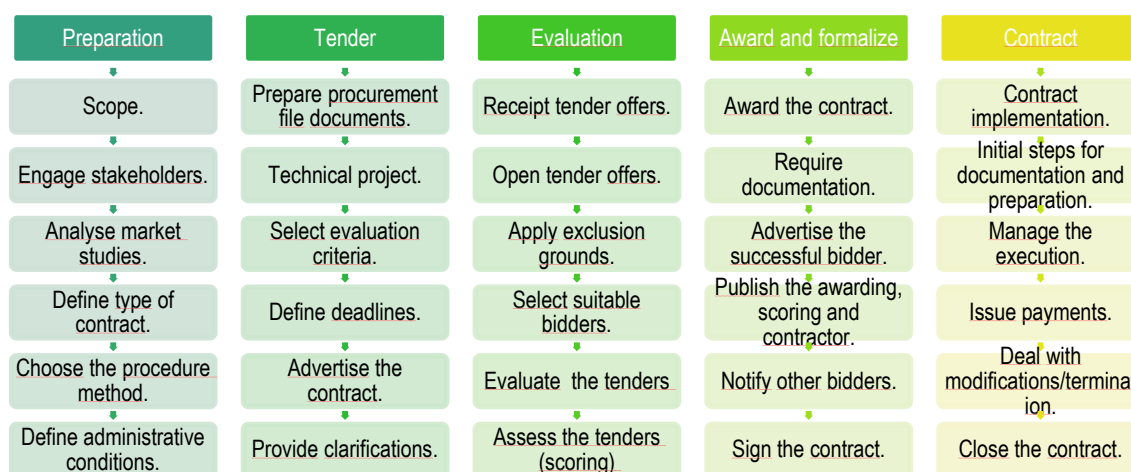 Preparation
Scope.
Engage stakeholders.
Analyse market
studies.
Define type of
contract.
Choose the procedure
method.
Define administrative
conditions.
Tender
Prepare procurement
file documents.
Technical project.
Select evaluation
criteria.
Define deadlines.
Advertise the
contract.
Provide clarifications.
Evaluation
Receipt tender offers.
Open tender offers.
Apply exclusion
grounds.
Select suitable
bidders.
Evaluate the tenders
Assess the tenders
(scoring)
Award and formalize
Award the contract.
Require
documentation.
Advertise the
successful bidder.
Publish the awarding,
scoring and
contractor.
Notify other bidders.
Sign the contract.
Contract
Contract
implementation.
Initial steps for
documentation and
preparation.
Manage the
execution.
Issue payments.
Deal with
modifications/termina
ion.
Close the contract.